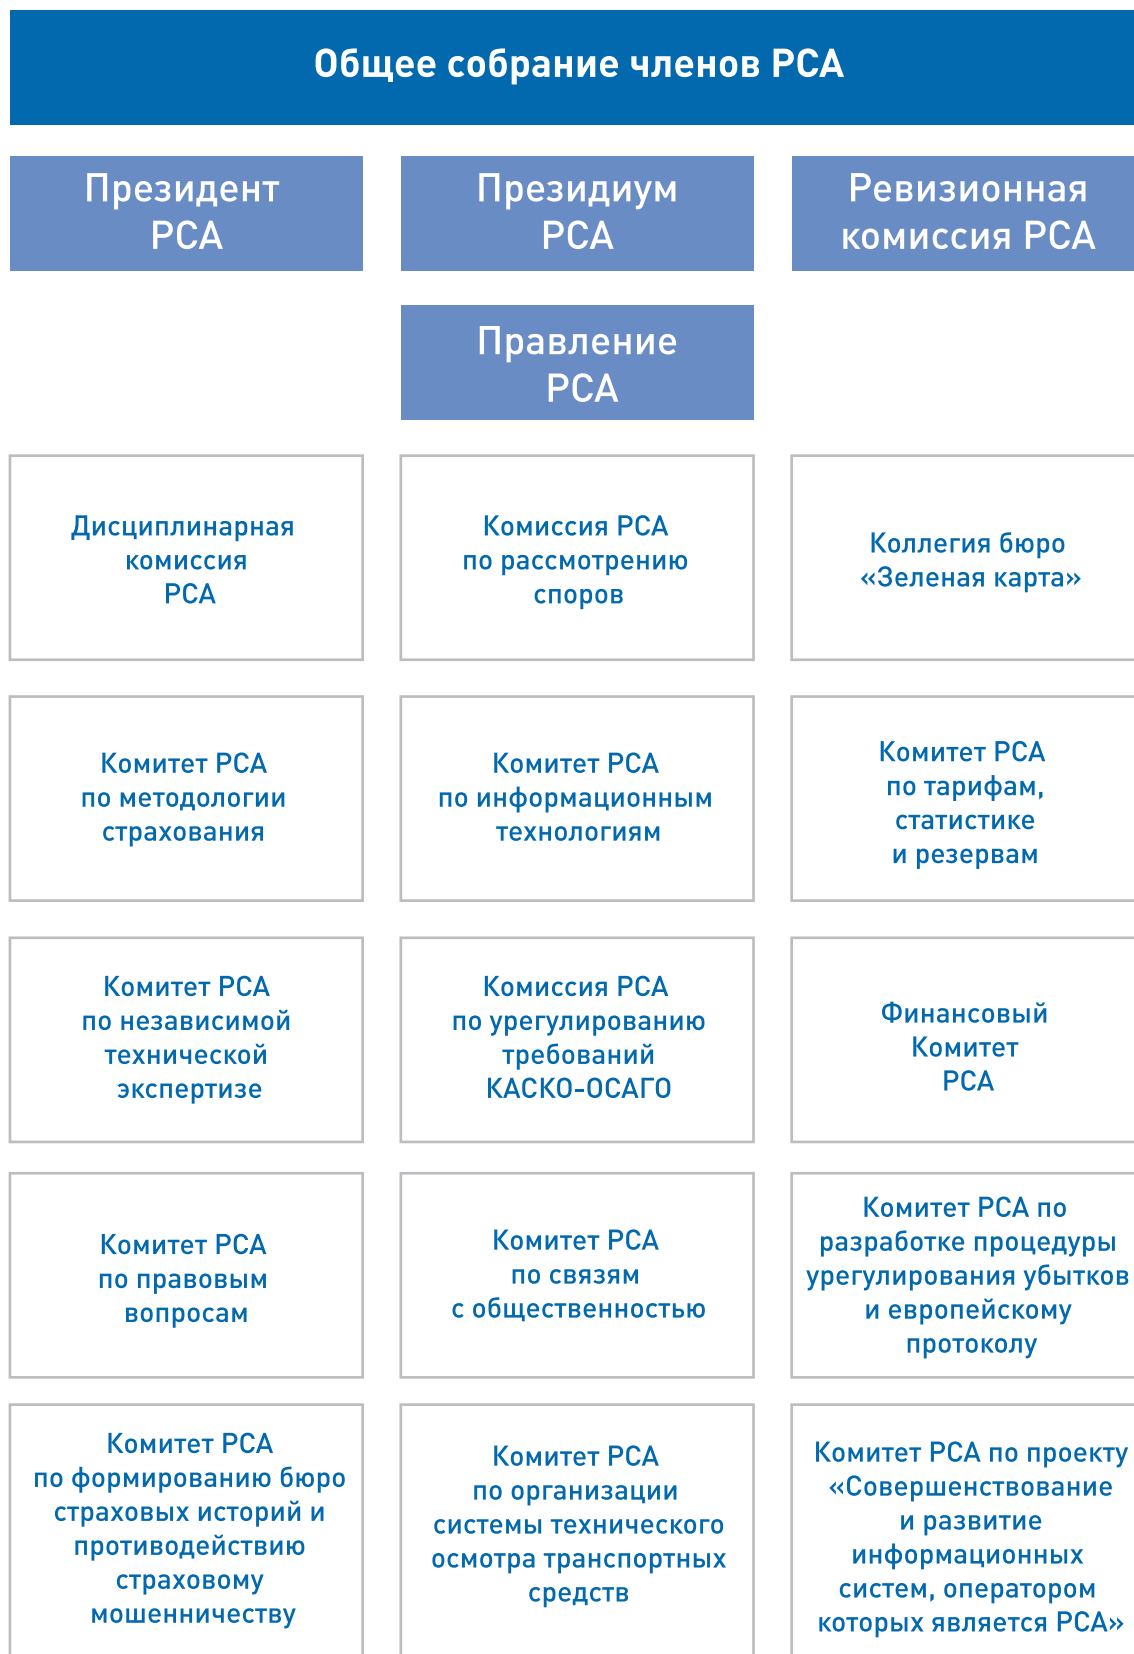 Общее собрание членов РСА
Президент
РСА
Президиум
РСА
Ревизионная
комиссия РСА
Правление
РСА
Дисциплинарная
комиссия
РСА
Комиссия РСА
по рассмотрению
споров
Коллегия бюро
«Зеленая карта»
Комитет РСА
по методологии
страхования
Комитет РСА
по информационным
технологиям
Комитет РСА
по тарифам,
статистике
и резервам
Комитет РСА
по независимой
технической
экспертизе
Комиссия РСА
по урегулированию
требований
КАСКО-ОСАГО
Финансовый
Комитет
РСА
Комитет РСА
по правовым
вопросам
Комитет РСА
по связям
с общественностью
Комитет РСА по
разработке процедуры
урегулирования убытков
и европейскому
протоколу
Комитет РСА
по формированию бюро
страховых историй и
противодействию
страховому
мошенничеству
Комитет РСА
по организации
системы технического
осмотра транспортных
средств
Комитет РСА по проекту
«Совершенствование
и развитие
информационных
систем, оператором
которых является РСА»